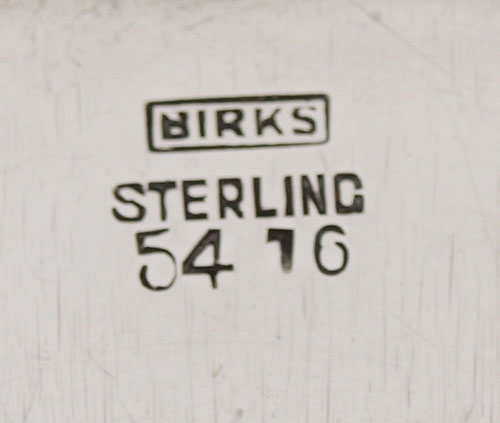 BIRKS
STERLING
54 16